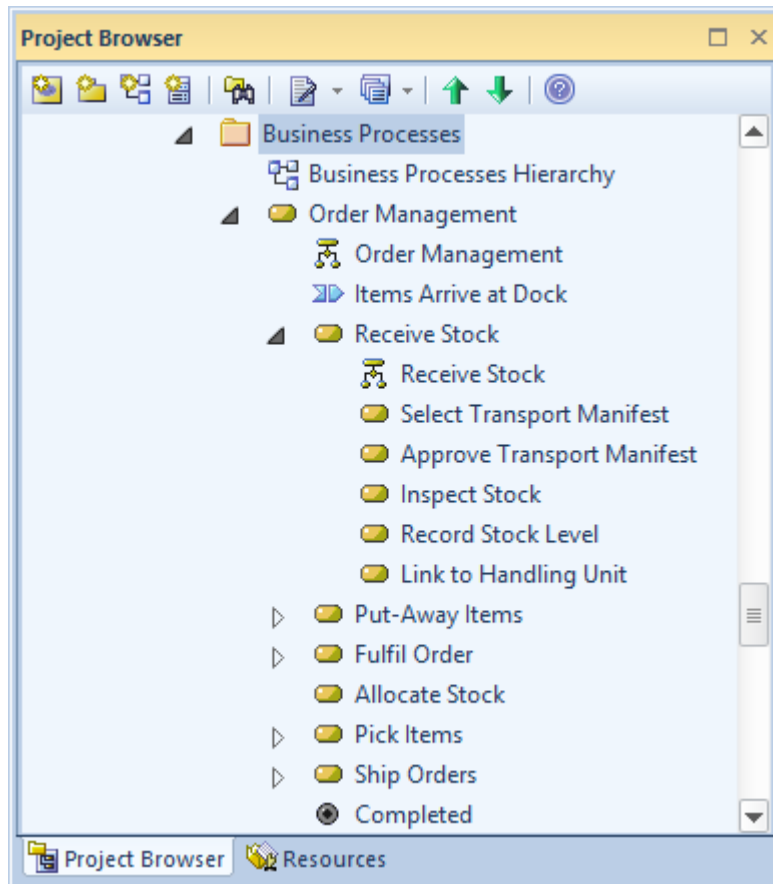 Project Browser
Business Processes
Business Processes Hierarchy
Order Management
Order Management
Items Arrive at Dock
Receive Stock
Receive Stock
Select Transport Manifest
Approve Transport Manifest
Inspect Stock
Record Stock Level
Link to Handling Unit
Put-Away Items
Fulfil Order
Allocate Stock
Pick Items
Ship Orders
Completed
Project Browser Resources